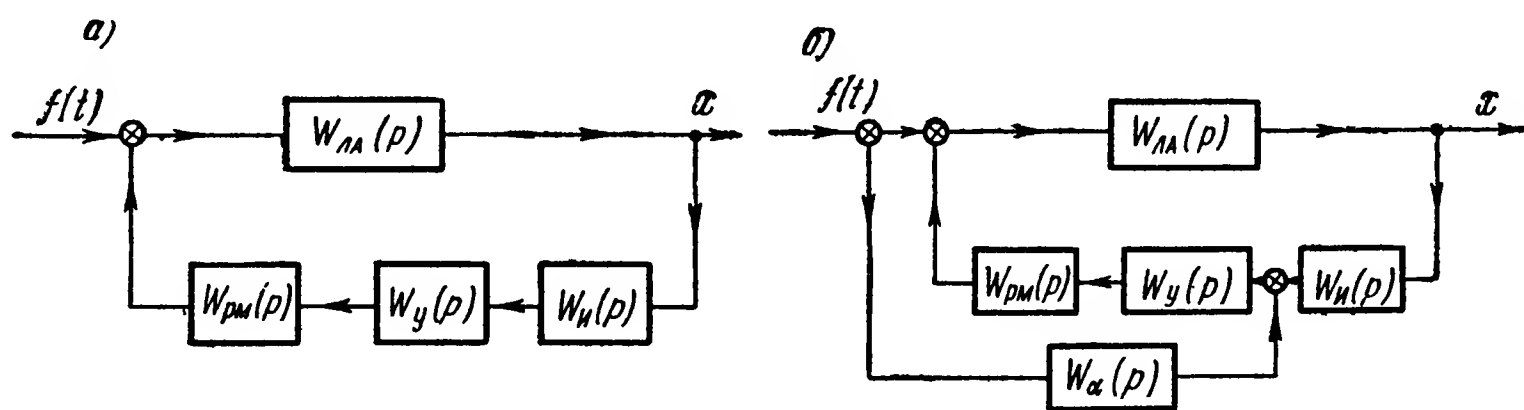 а)
f(t)
W_ЛА(p)
x
W_рм(p)
W_у(p)
W_и(p)
б)
f(t)
W_ЛА(p)
x
W_рм(p)
W_у(p)
W_и(p)
W_α(p)